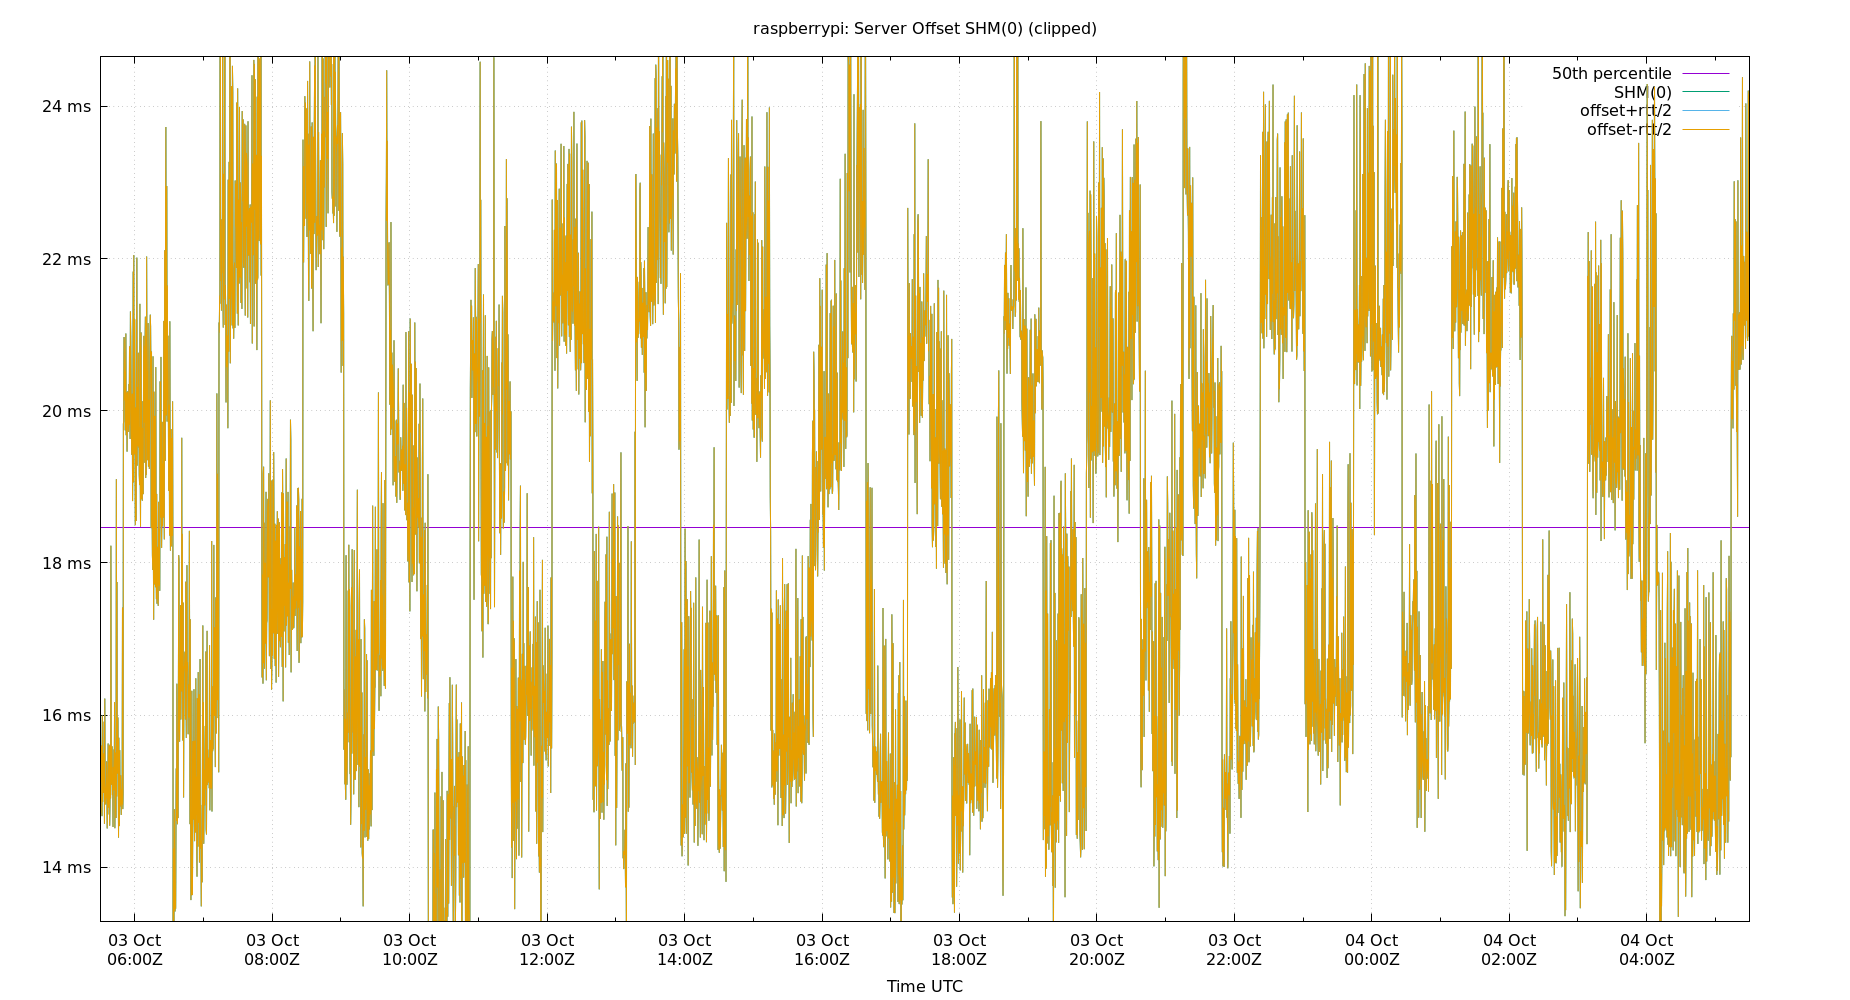 raspberrypi: Server Offset SHM(0) (clipped)
50th percentile
SHM(0)
offset+rtt/2
offset-rtt/2
24 ms
22 ms
20 ms
18 ms
16 ms
14 ms
03 Oct 03 Oct 03 Oct 03 Oct 03 Oct 03 Oct 03 Oct 03 Oct 03 Oct 04 Oct 04 Oct 04 Oct
06:00Z 08:00Z 10:00Z 12:00Z 14:00Z 16:00Z 18:00Z 20:00Z 22:00Z 00:00Z 02:00Z 04:00Z
Time UTC